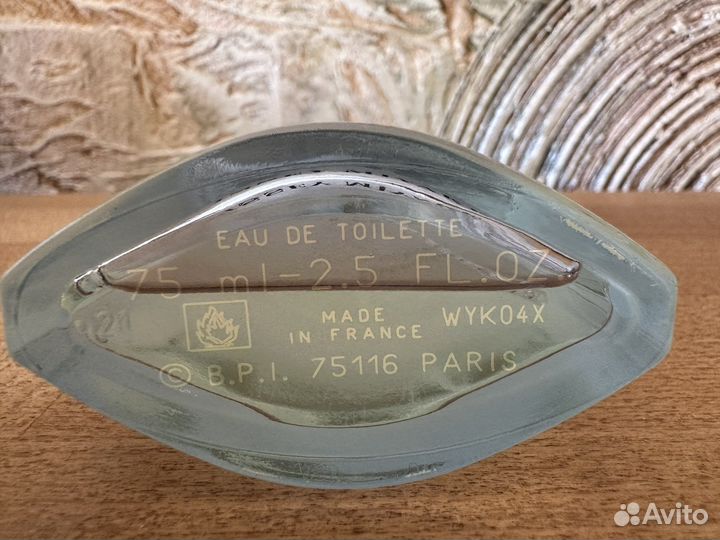 EAU DE TOILETTE
75 ml-2.5 FL.OZ
MADE
IN FRANCE
WYK04X
© B.P.I. 75116 PARIS
Avito